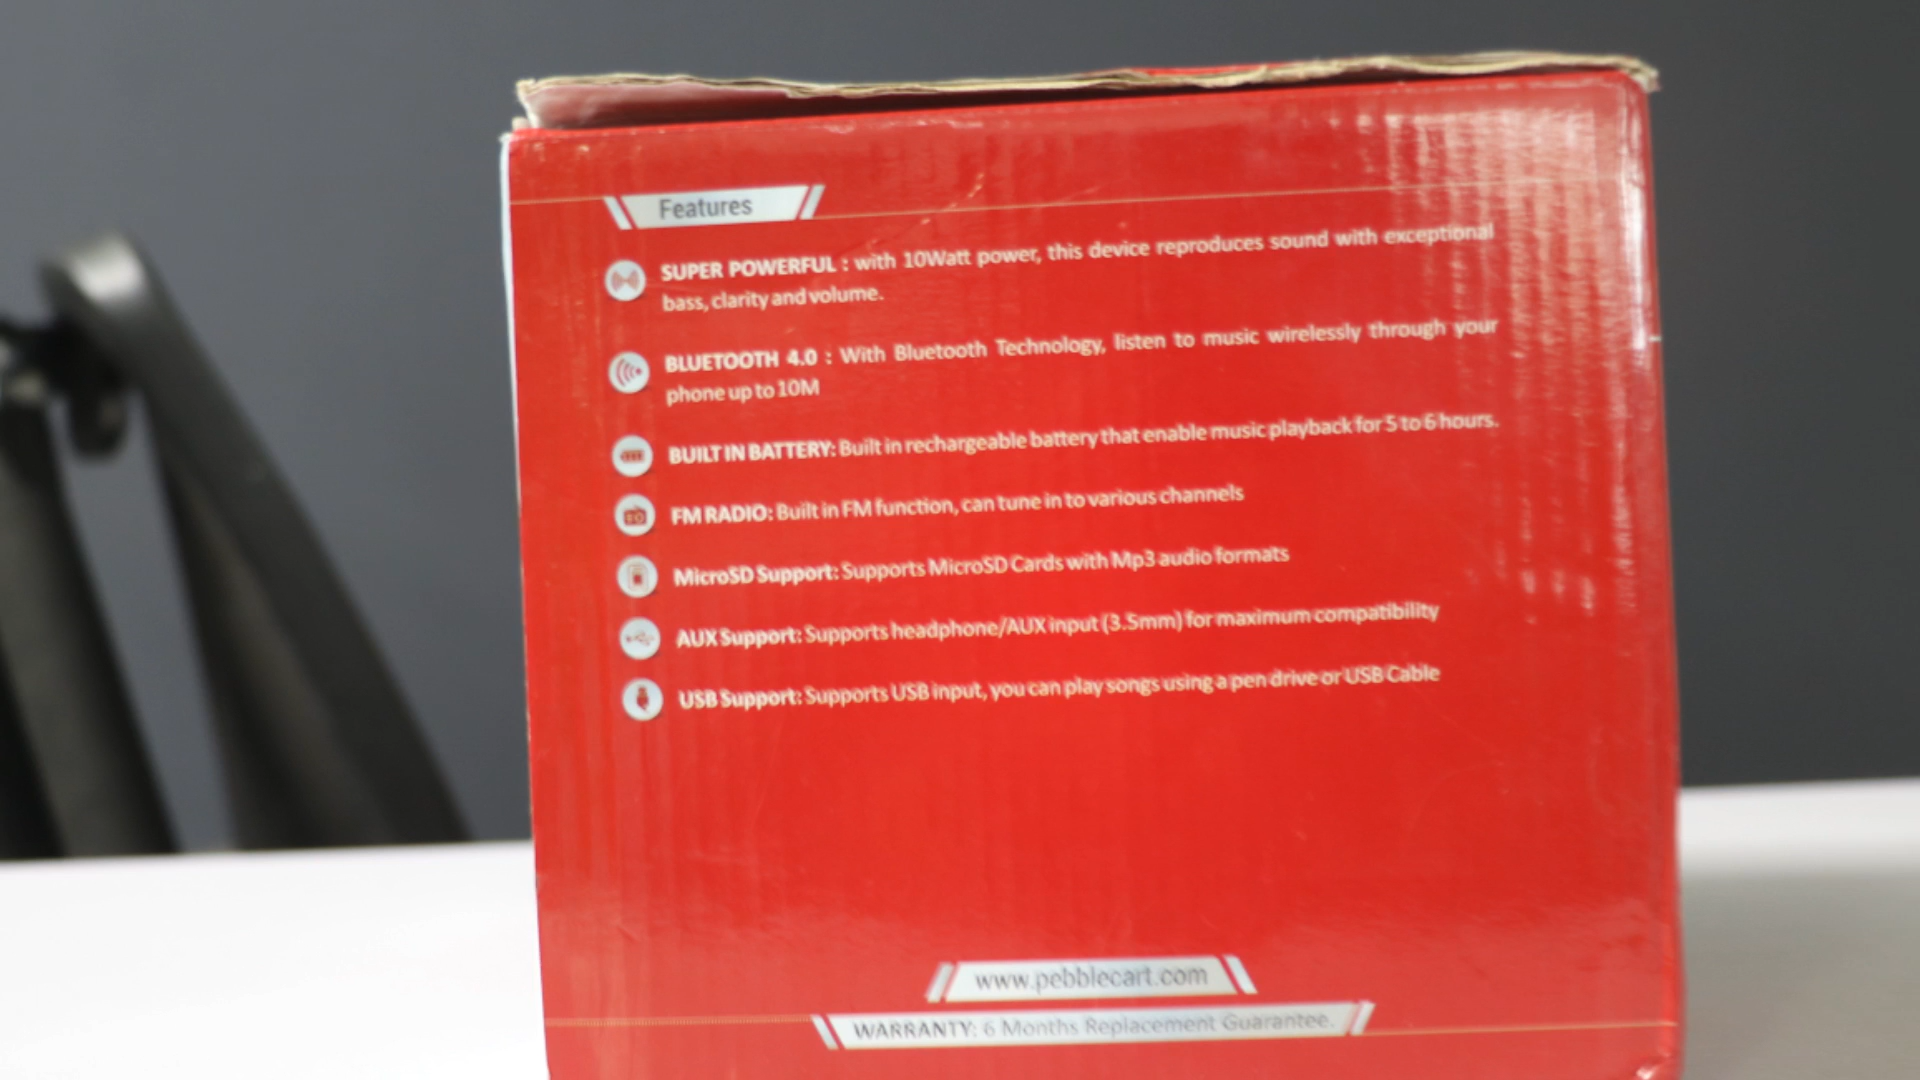 Features
SUPER POWERFUL : with 10Watt power, this device reproduces sound with exceptional
bass, clarity and volume.
BLUETOOTH 4.0 : With Bluetooth Technology, listen to music wirelessly through your
phone up to 10M
BUILT IN BATTERY: Built in rechargeable battery that enable music playback for 5 to 6 hours.
FM RADIO: Built in FM function, can tune in to various channels
MicroSD Support: Supports MicroSD Cards with Mp3 audio formats
AUX Support: Supports headphone/AUX input (3.5mm) for maximum compatibility
USB Support: Supports USB input, you can play songs using a pen drive or USB Cable
www.pebblecart.com
WARRANTY: 6 Months Replacement Guarantee.